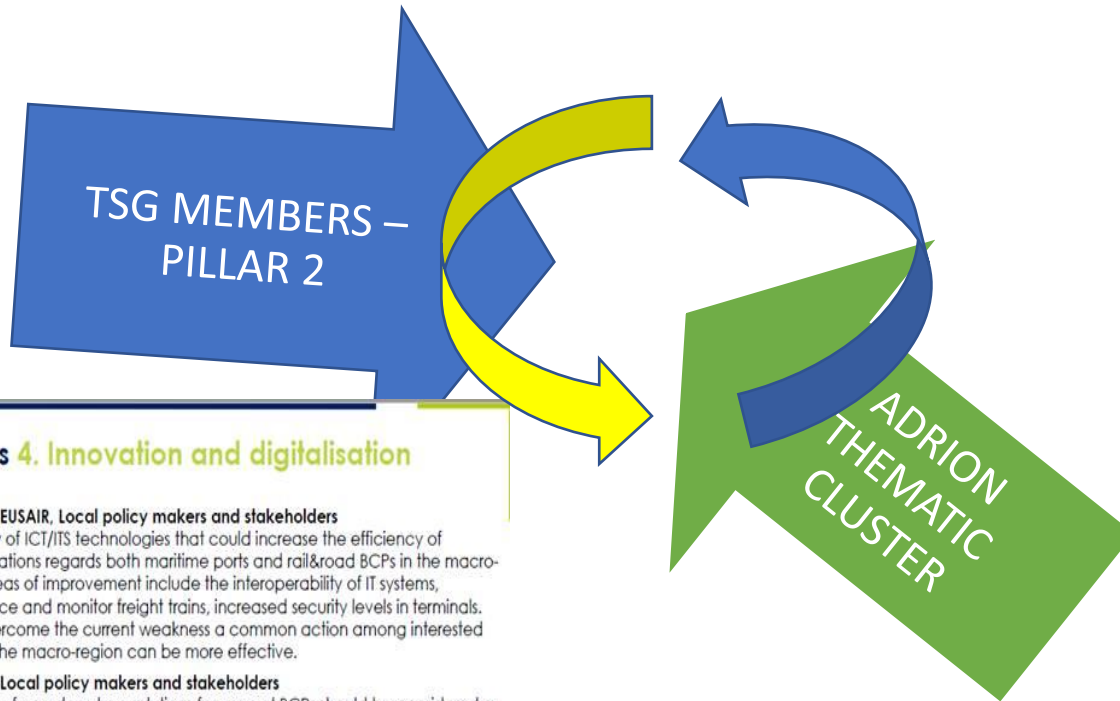 TSG MEMBERS –
PILLAR 2
ADRION
THEMATIC
CLUSTER
s 4. Innovation and digitalisation
EUSAIR, Local policy makers and stakeholders
of ICT/ITS technologies that could increase the efficiency of
ations regards both maritime ports and rail&road BCPs in the macro-
eas of improvement include the interoperability of IT systems,
ce and monitor freight trains, increased security levels in terminals.
ercome the current weakness a common action among interested
he macro-region can be more effective.
Local policy makers and stakeholders